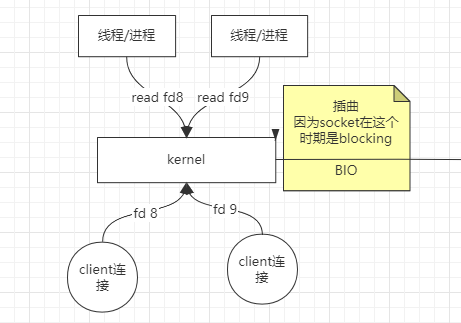 线程/进程
线程/进程
read fd8
read fd9
插曲
因为socket在这个
时期是blocking
BIO
kernel
fd 8
fd 9
client连
接
client连
接